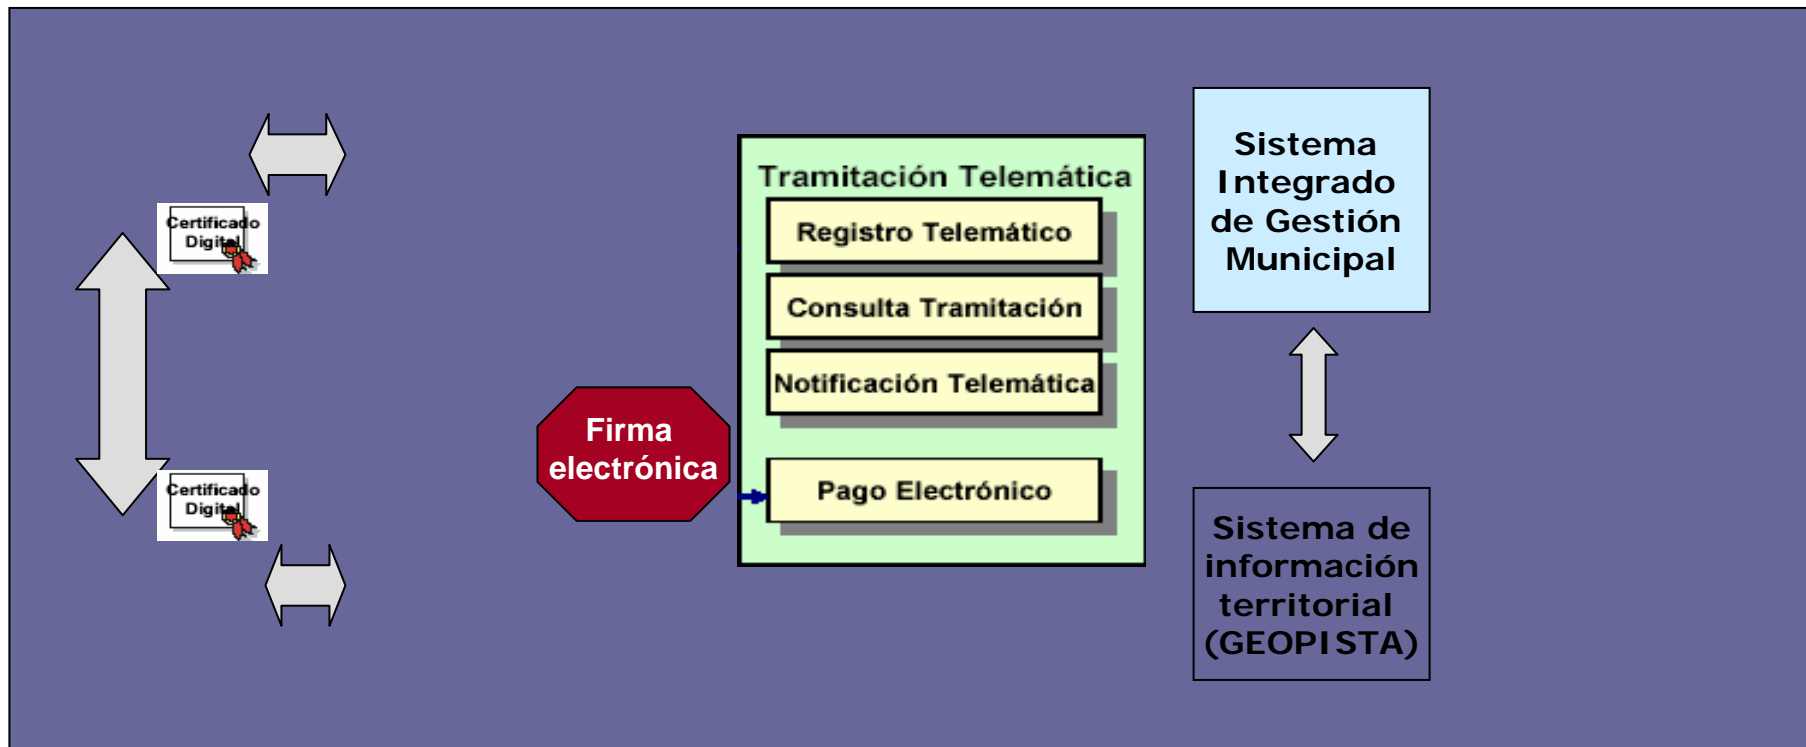 Certificado
Digital
Certificado
Digital
Firma
electrónica
Tramitación Telemática
Registro Telemático
Consulta Tramitación
Notificación Telemática
Pago Electrónico
Sistema
Integrado
de Gestión
Municipal
Sistema de
información
territorial
(GEOPISTA)